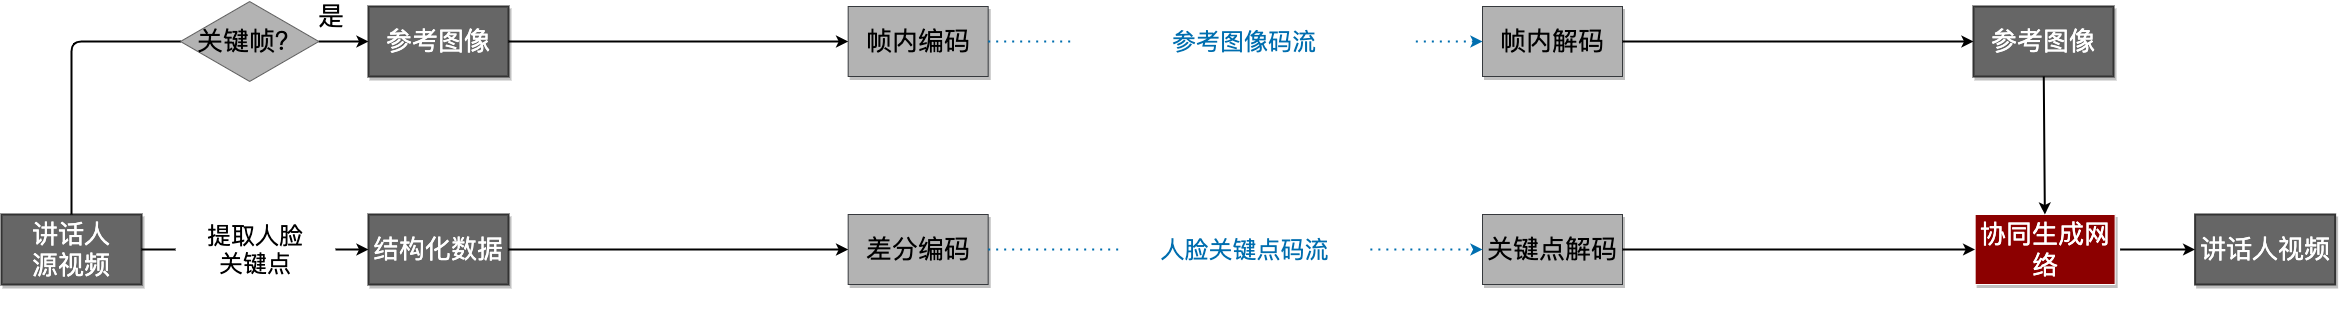 是
关键帧?
参考图像
帧内编码
参考图像码流
帧内解码
参考图像
讲话人
源视频
提取人脸
关键点
结构化数据
差分编码
人脸关键点码流
关键点解码
协同生成网
络
讲话人视频